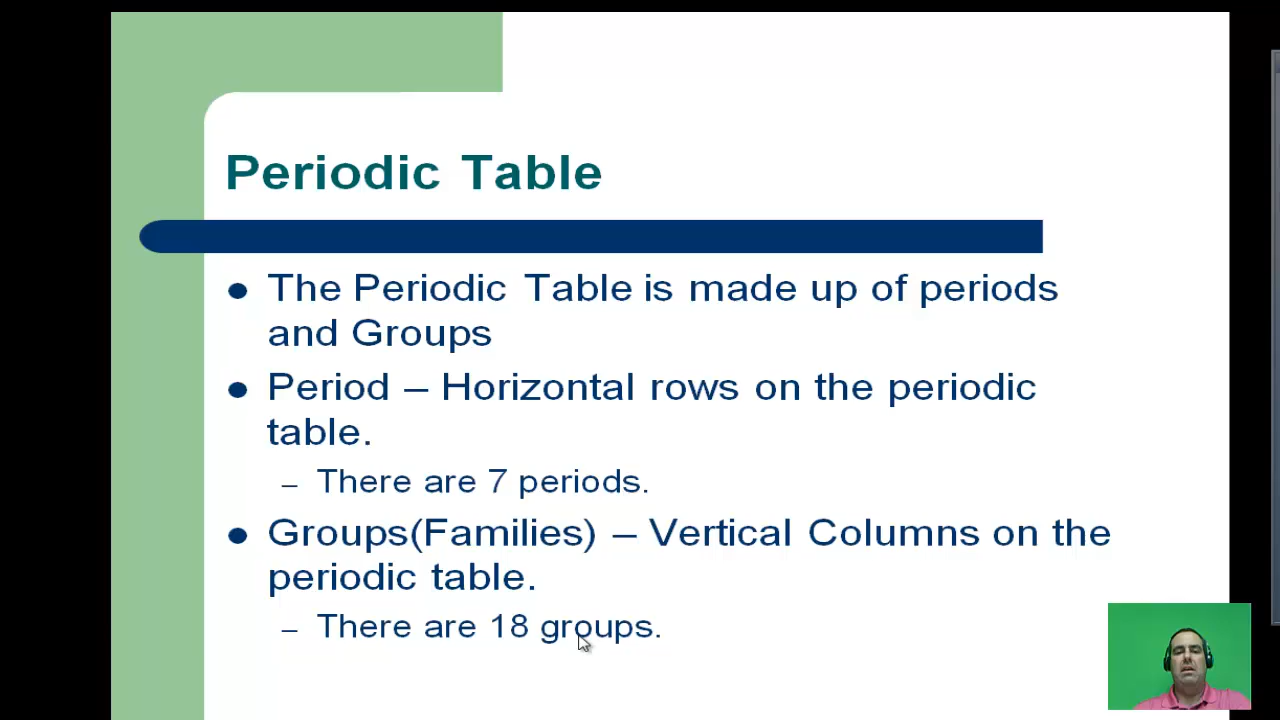 Periodic Table
● The Periodic Table is made up of periods
and Groups
● Period – Horizontal rows on the periodic
table.
– There are 7 periods.
● Groups(Families) – Vertical Columns on the
periodic table.
– There are 18 groups.